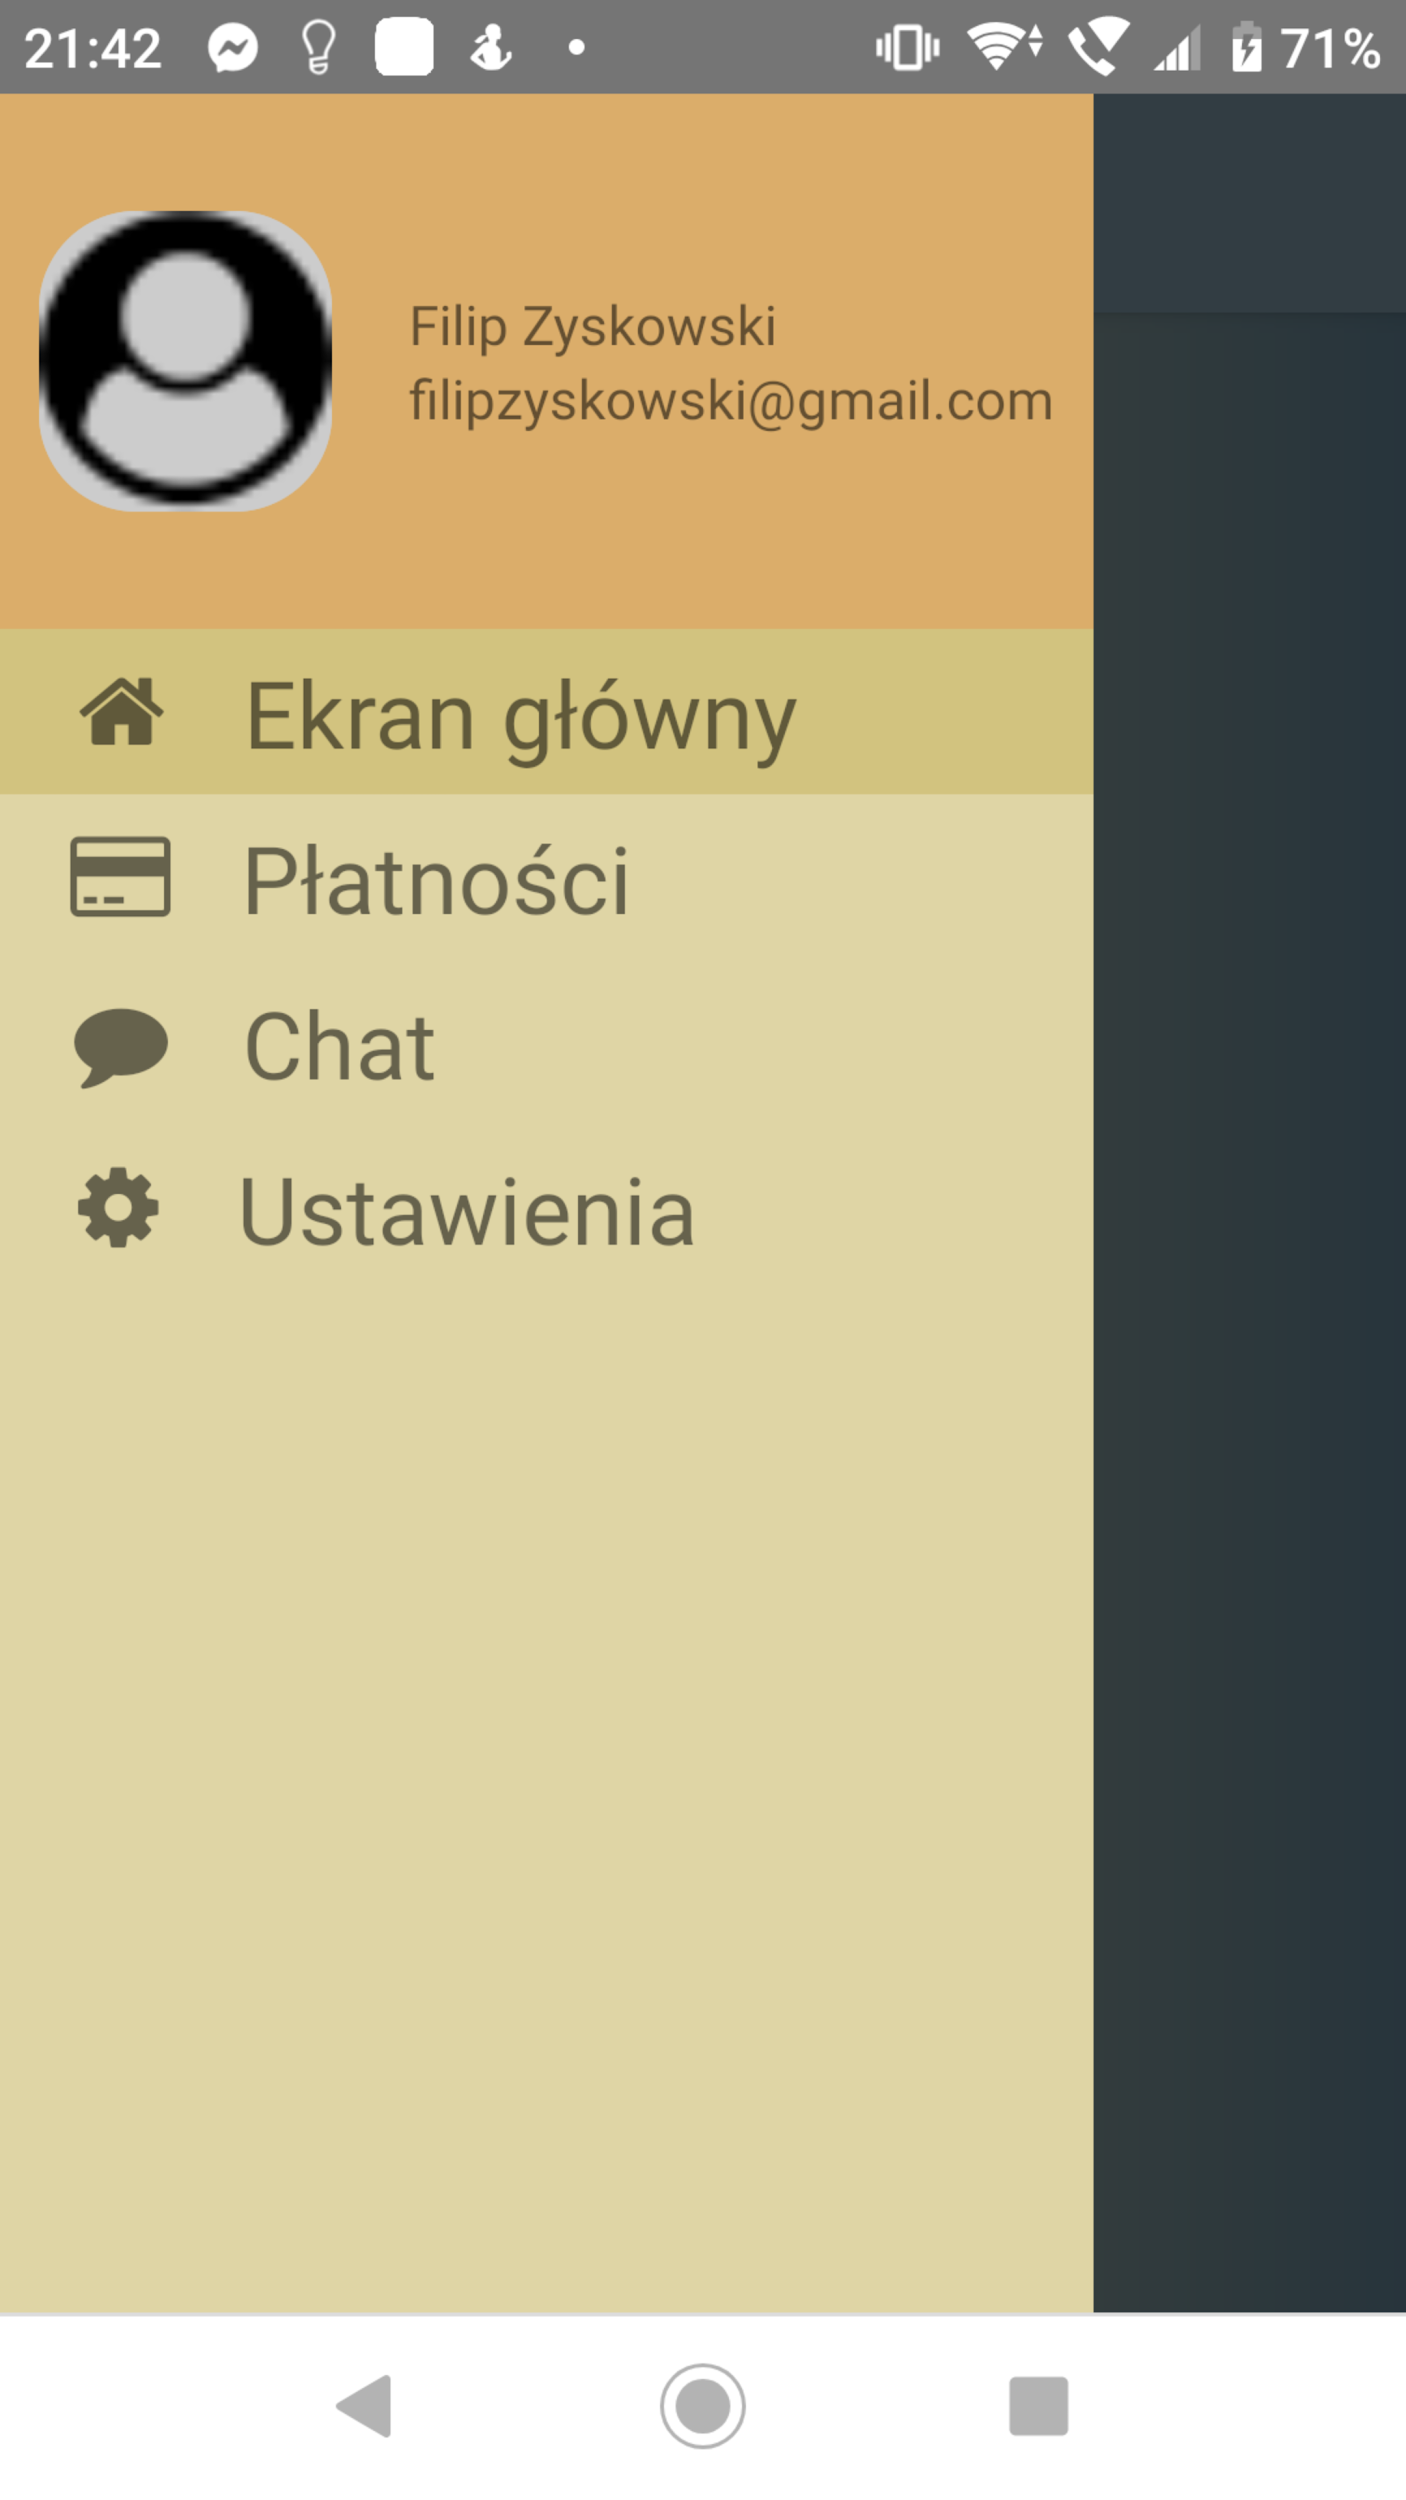 21:42
71%
Filip Zyskowski
filipzyskowski@gmail.com
Ekran główny
Płatności
Chat
Ustawienia